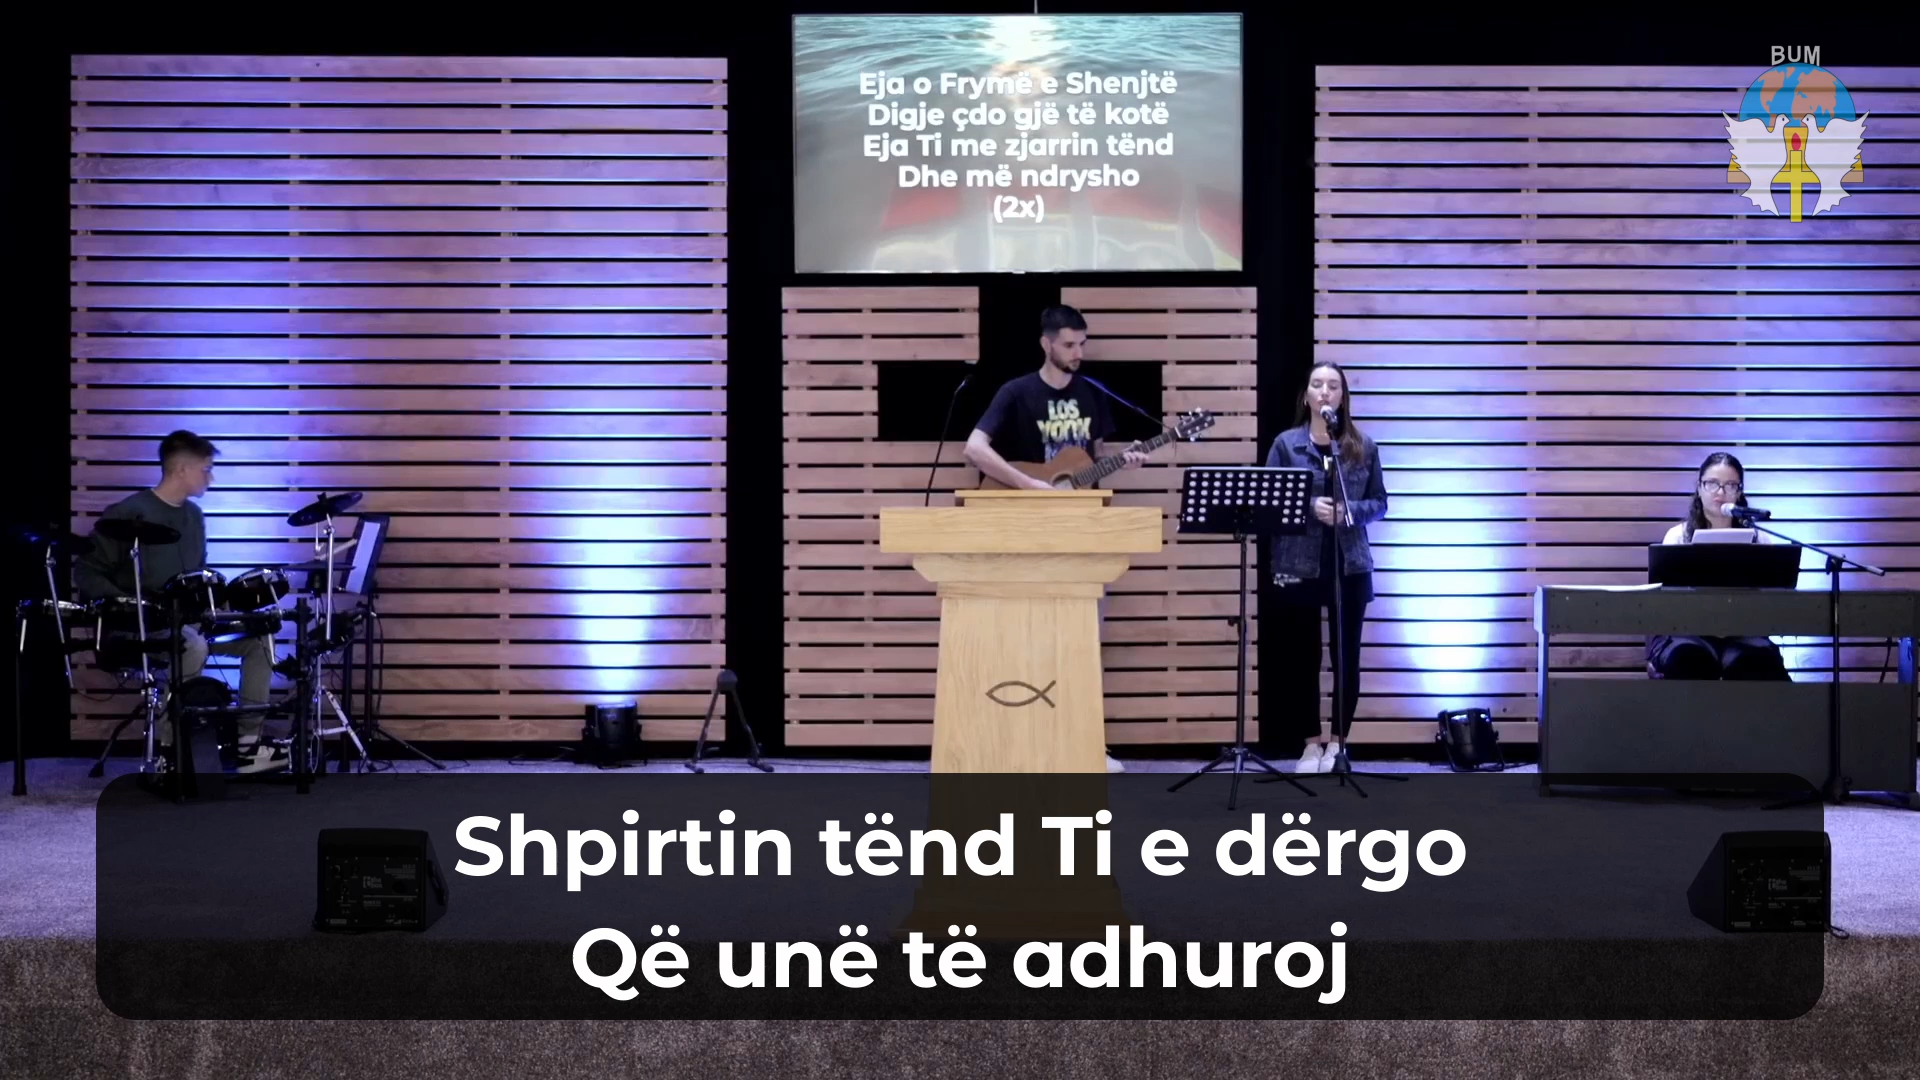 Eja o Frymë e Shenjtë
Digje çdo gjë të kotë
Eja Ti me zjarrin tënd
Dhe më ndrysho
(2x)
BUM
LOS
Shpirtin tënd Ti e dërgo
Që unë të adhuroj